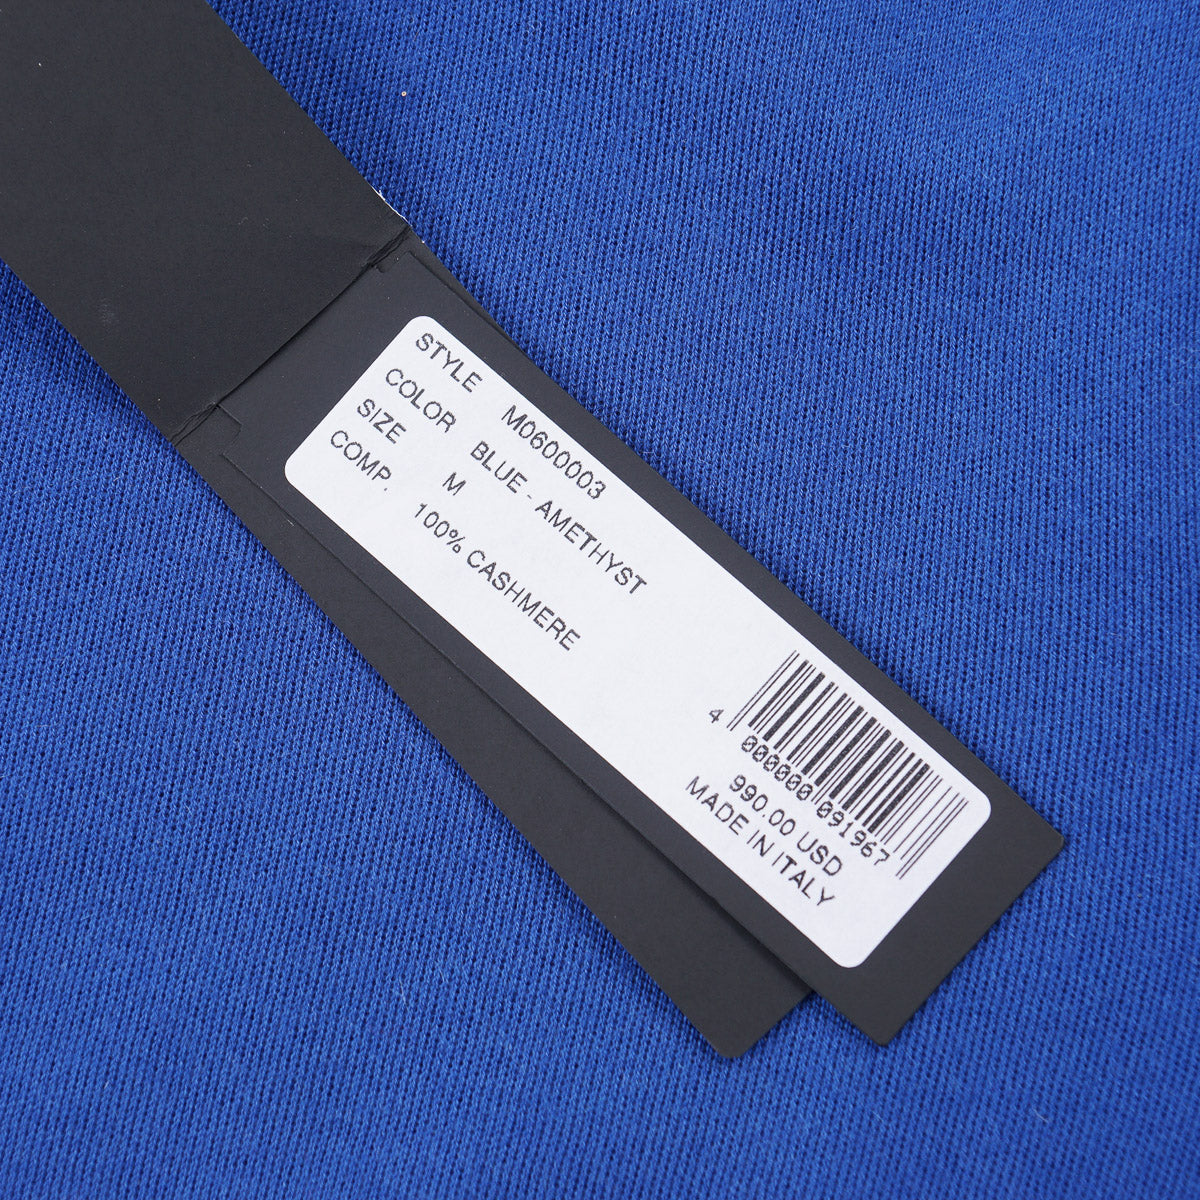 STYLE M0600003
COLOR BLUE - AMETHYST
SIZE M
COMP. 100% CASHMERE
4 000000 091967
990.00 USD
MADE IN ITALY